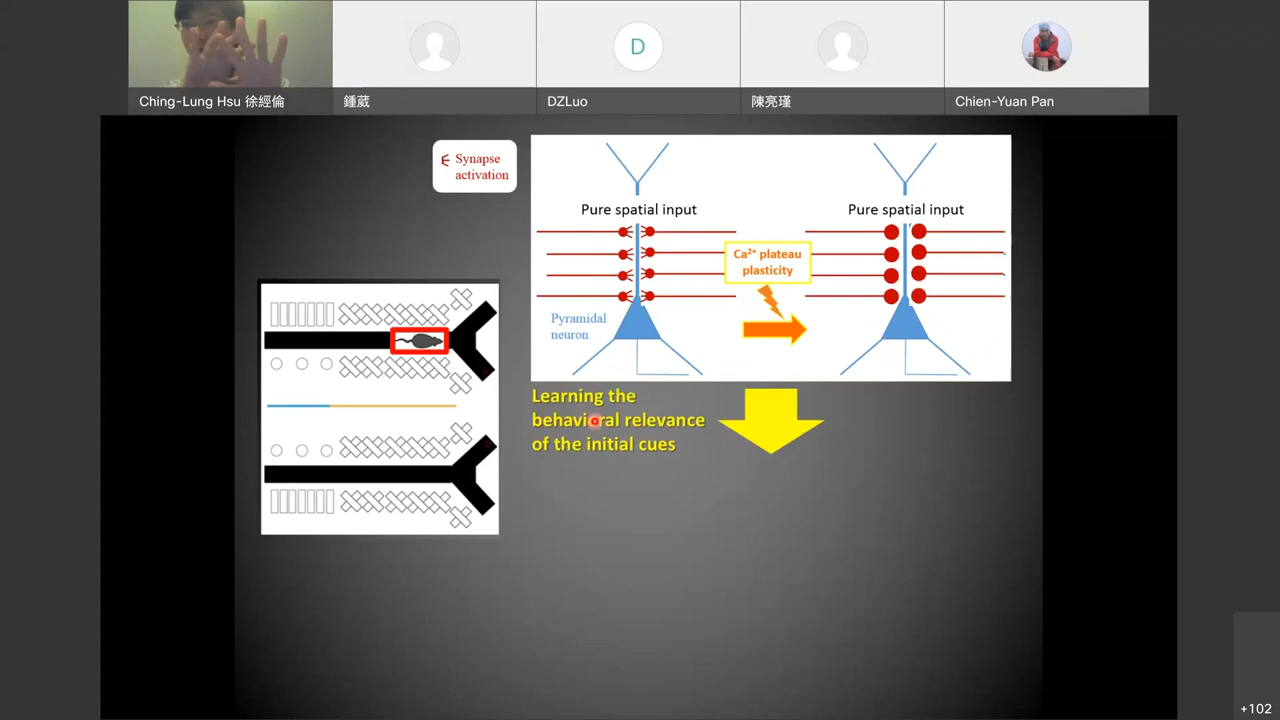 Ching-Lung Hsu 徐經倫
鍾葳
D
DZLuo
陳亮瑾
Chien-Yuan Pan
Synapse
activation
Pure spatial input
Pure spatial input
Ca²⁺ plateau
plasticity
Pyramidal
neuron
Learning the
behavioral relevance
of the initial cues
+102